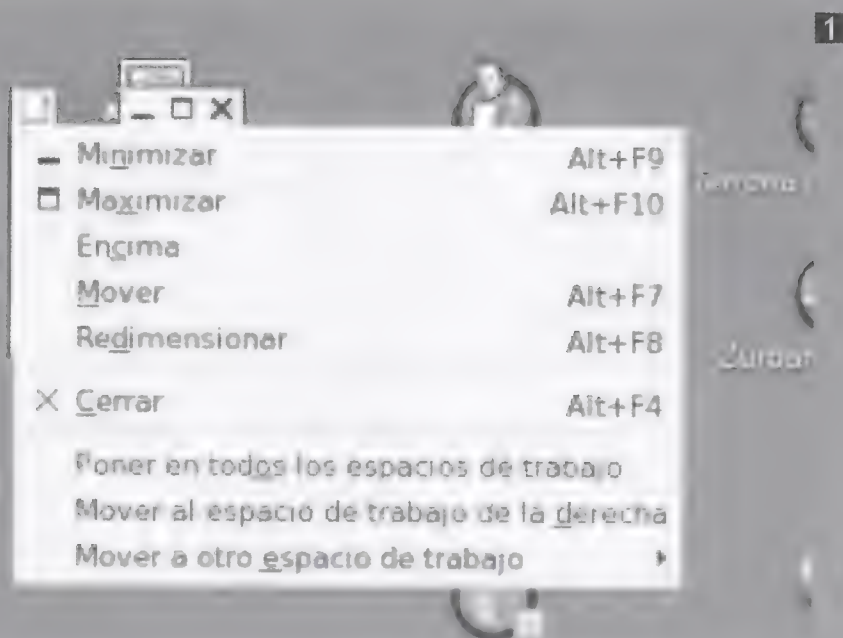 1
Minimizar Alt+F9
Maximizar Alt+F10
Encima
Mover Alt+F7
Redimensionar Alt+F8
Cerrar Alt+F4
Poner en todos los espacios de trabajo
Mover al espacio de trabajo de la derecha
Mover a otro espacio de trabajo